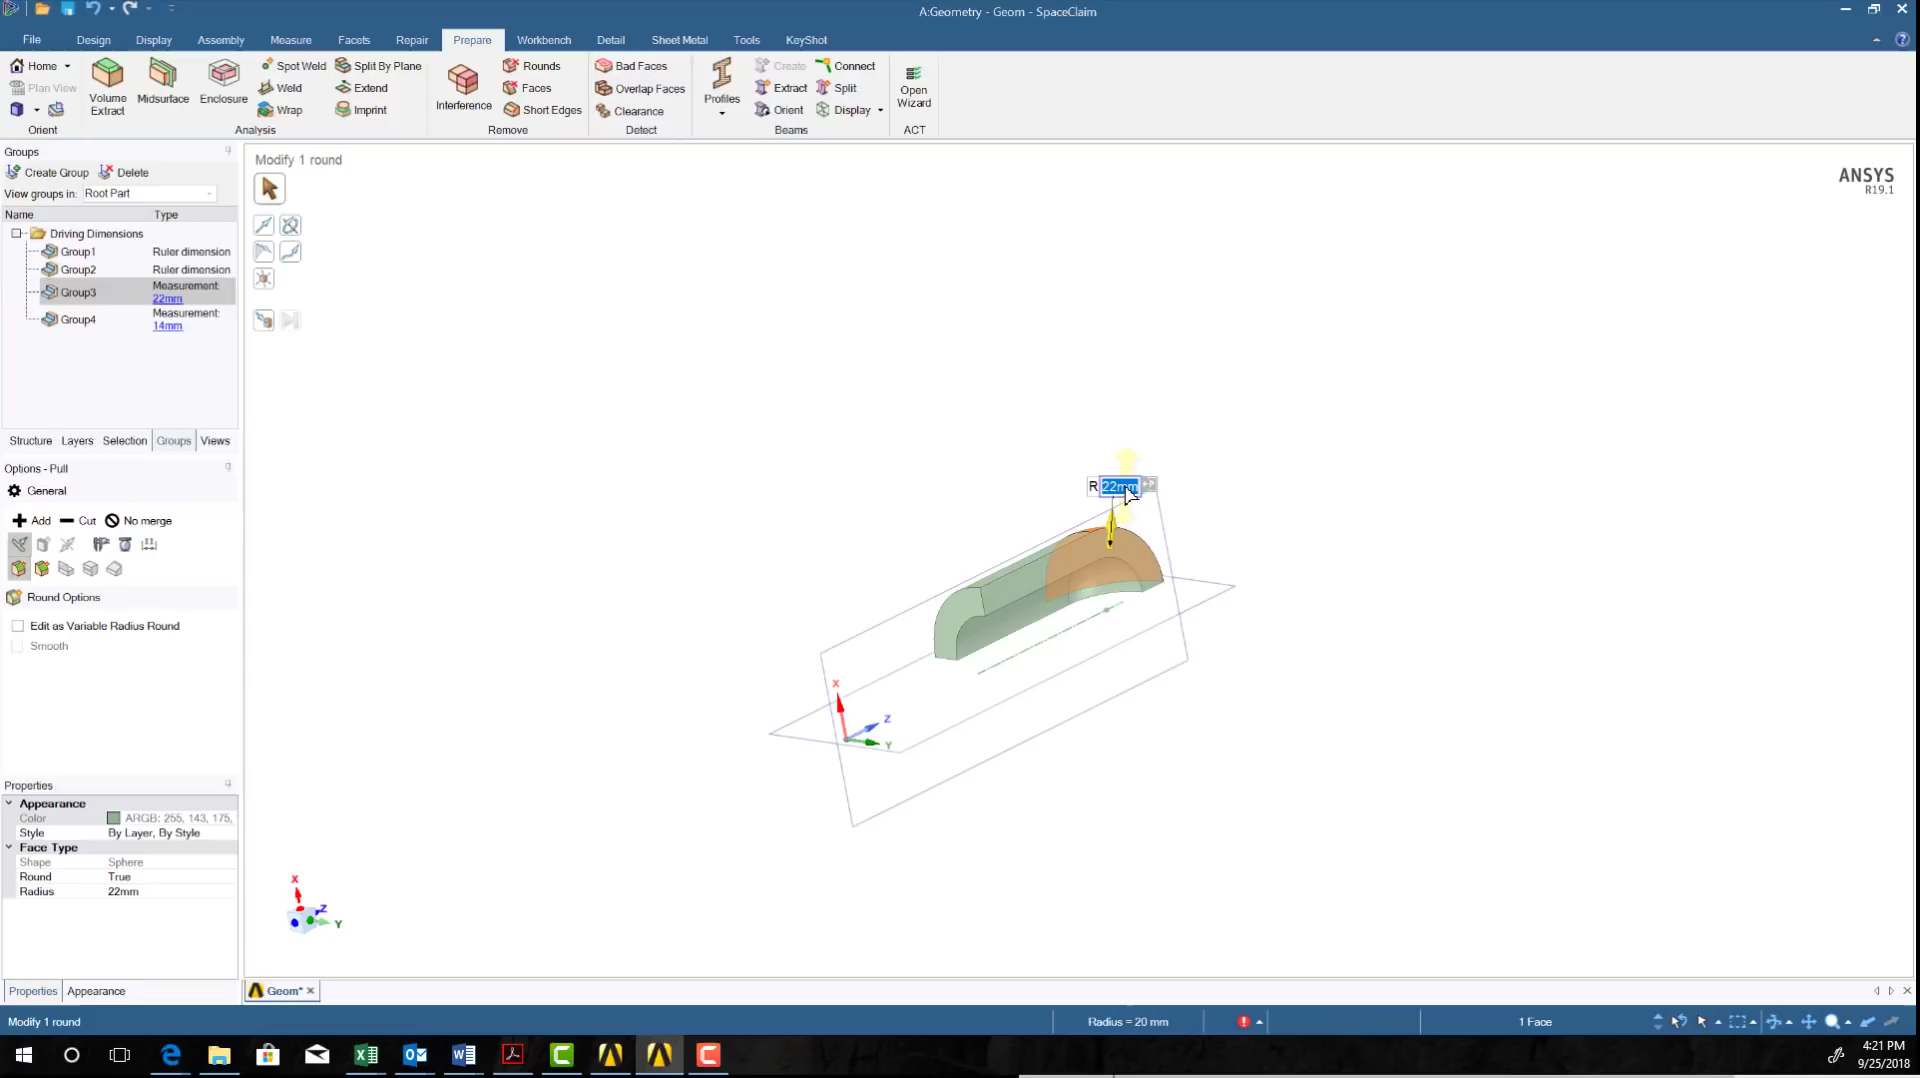 A:Geometry - Geom - SpaceClaim
File Design Display Assembly Measure Facets Repair Prepare Workbench Detail Sheet Metal Tools KeyShot
Home
Plan View
Orient
Volume Extract
Midsurface
Enclosure
Spot Weld
Weld
Wrap
Split By Plane
Extend
Imprint
Analysis
Interference
Rounds
Faces
Short Edges
Remove
Bad Faces
Overlap Faces
Clearance
Detect
Profiles
Create
Extract
Orient
Connect
Split
Display
Beams
Open Wizard
ACT
Groups
Create Group Delete
View groups in: Root Part
Name Type
Driving Dimensions
Group1 Ruler dimension
Group2 Ruler dimension
Group3 Measurement: 22mm
Group4 Measurement: 14mm
Structure Layers Selection Groups Views
Options - Pull
General
Add Cut No merge
Round Options
Edit as Variable Radius Round
Smooth
Properties
Appearance
Color ARGB: 255, 143, 175,
Style By Layer, By Style
Face Type
Shape Sphere
Round True
Radius 22mm
Properties Appearance
Modify 1 round
ANSYS
R19.1
R 22mm
X
Z
Y
X
Z
Y
Geom*
Modify 1 round
Radius = 20 mm
1 Face
4:21 PM
9/25/2018